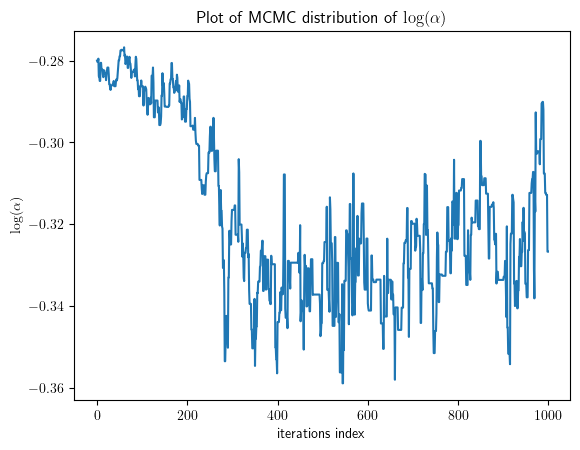 Plot of MCMC distribution of log(α)
−0.28
−0.30
−0.32
−0.34
−0.36
log(α)
0 200 400 600 800 1000
iterations index